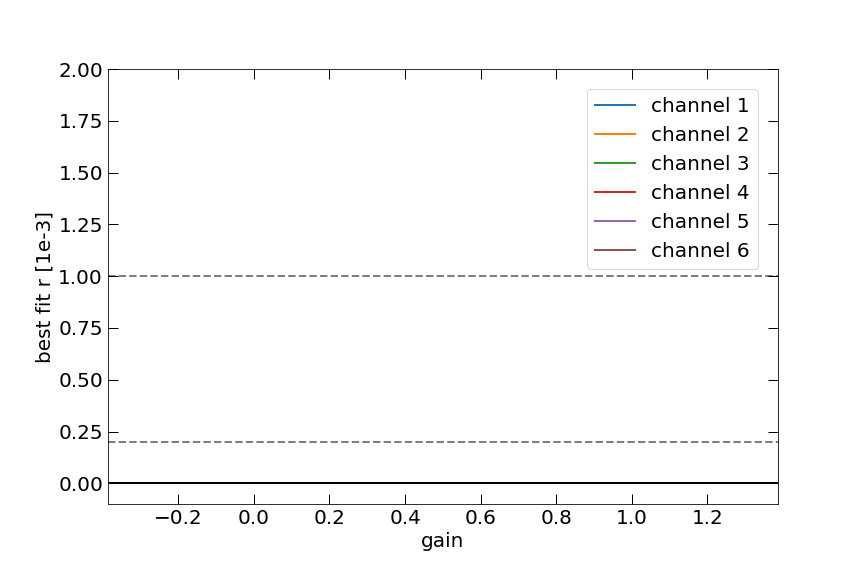 2.00
1.75
1.50
1.25
1.00
0.75
0.50
0.25
0.00
best fit r [1e-3]
channel 1
channel 2
channel 3
channel 4
channel 5
channel 6
−0.2 0.0 0.2 0.4 0.6 0.8 1.0 1.2
gain